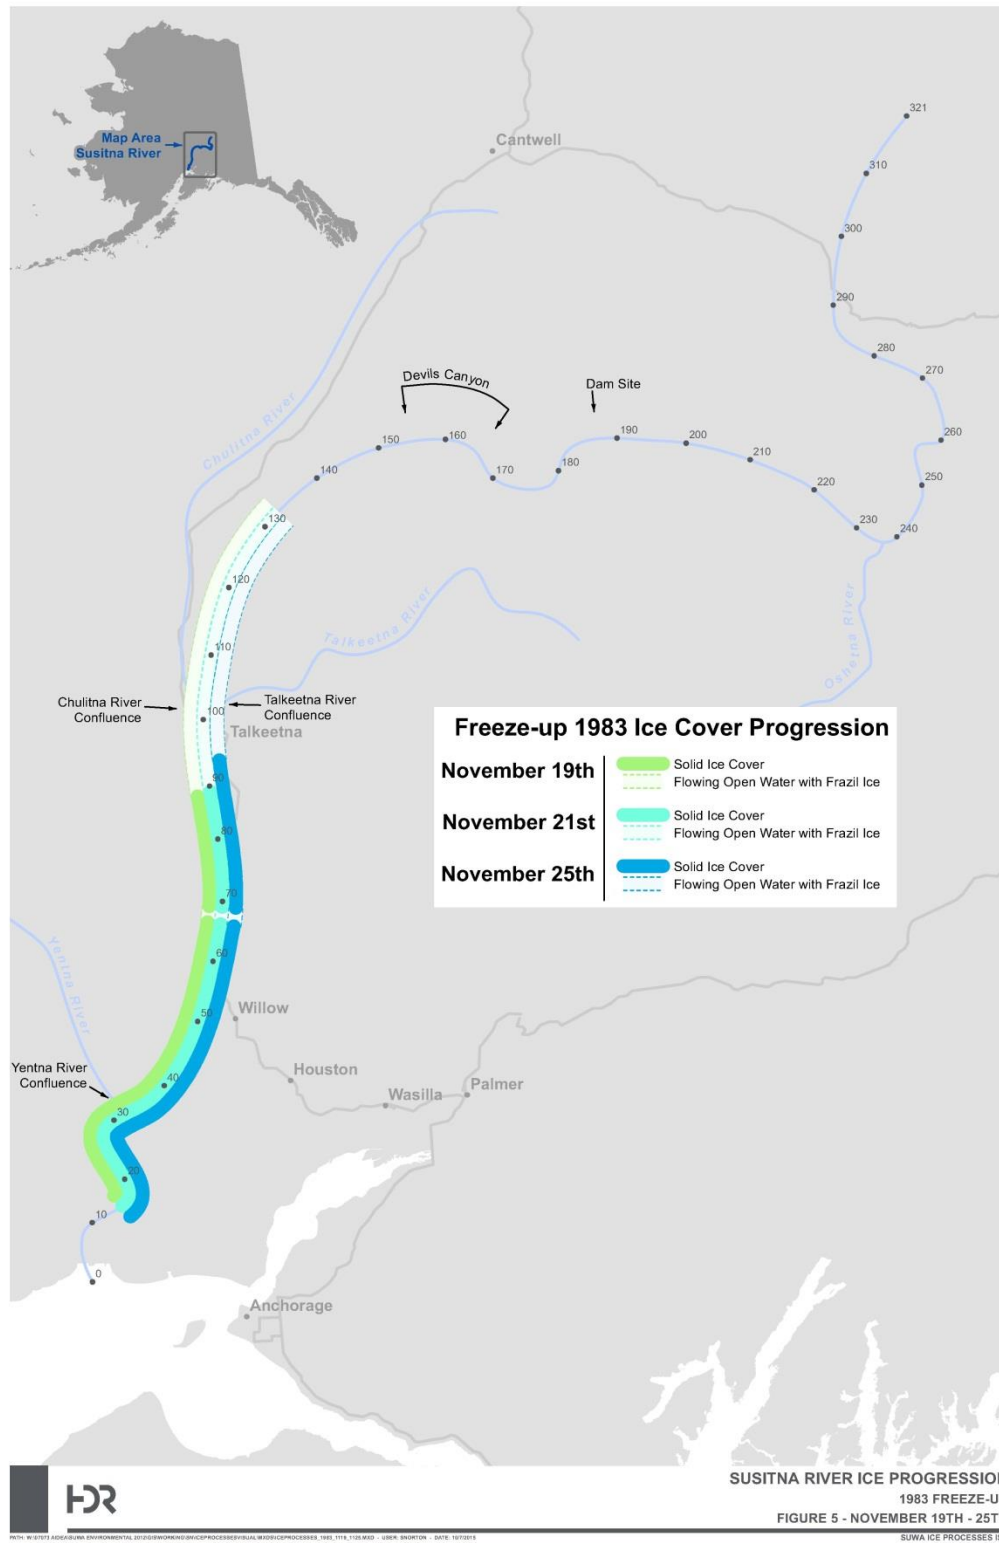 Map Area
Susitna River
Cantwell
321
310
300
290
280
270
260
250
240
230
220
210
200
190
180
170
160
150
140
130
120
110
100
90
80
70
60
50
40
30
20
10
0
Devils Canyon
Dam Site
Chulitna River
Talkeetna River
Oshetna River
Yentna River
Chulitna River
Confluence
Talkeetna River
Confluence
Talkeetna
Freeze-up 1983 Ice Cover Progression
November 19th
Solid Ice Cover
Flowing Open Water with Frazil Ice
November 21st
Solid Ice Cover
Flowing Open Water with Frazil Ice
November 25th
Solid Ice Cover
Flowing Open Water with Frazil Ice
Willow
Houston
Wasilla
Palmer
Yentna River
Confluence
Anchorage
HDR
SUSITNA RIVER ICE PROGRESSION
1983 FREEZE-U
FIGURE 5 - NOVEMBER 19TH - 25T
SUWA ICE PROCESSES